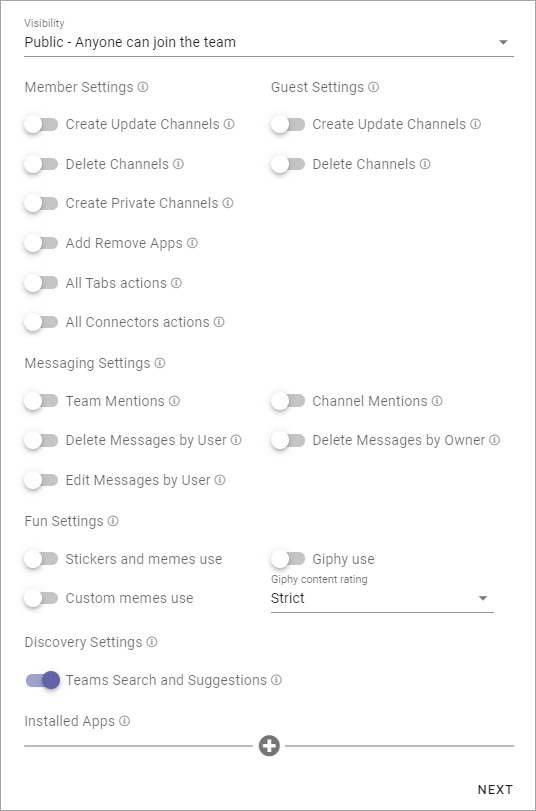 Visibility
Public - Anyone can join the team
Member Settings
Guest Settings
Create Update Channels
Create Update Channels
Delete Channels
Delete Channels
Create Private Channels
Add Remove Apps
All Tabs actions
All Connectors actions
Messaging Settings
Team Mentions
Channel Mentions
Delete Messages by User
Delete Messages by Owner
Edit Messages by User
Fun Settings
Stickers and memes use
Giphy use
Giphy content rating
Custom memes use
Strict
Discovery Settings
Teams Search and Suggestions
Installed Apps
NEXT